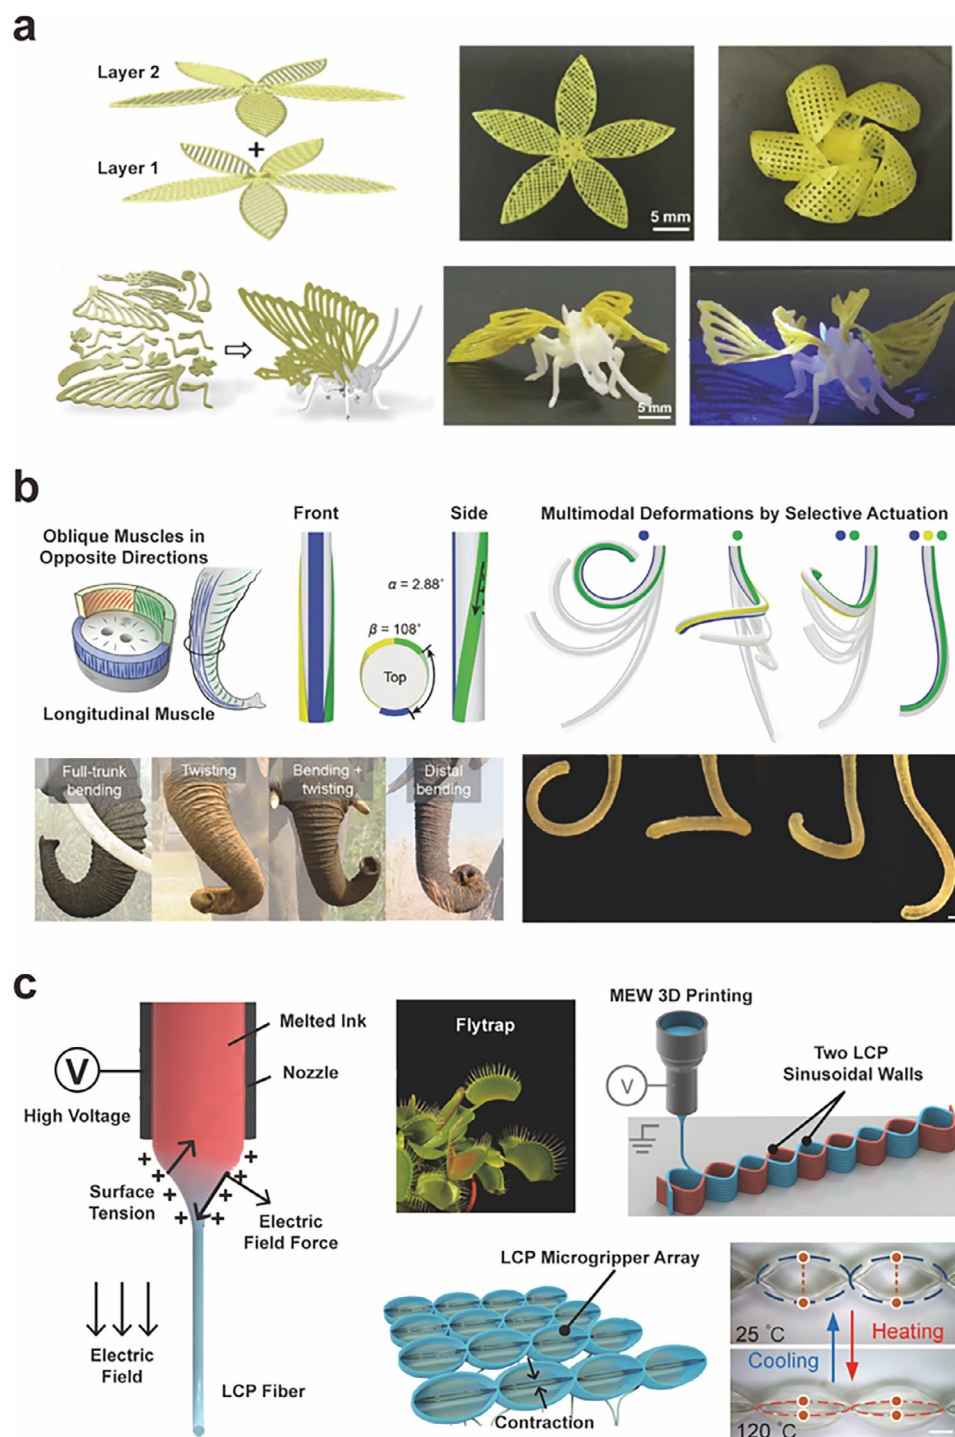 a
Layer 2
+
Layer 1
5 mm
5 mm
b
Oblique Muscles in
Opposite Directions
Longitudinal Muscle
Front
Side
α = 2.88°
β = 108°
Top
Multimodal Deformations by Selective Actuation
Full-trunk
bending
Twisting
Bending +
twisting
Distal
bending
c
Melted Ink
V
Nozzle
High Voltage
Surface
Tension
Electric
Field Force
Electric
Field
LCP Fiber
Flytrap
MEW 3D Printing
V
Two LCP
Sinusoidal Walls
LCP Microgripper Array
Contraction
25 °C
Heating
Cooling
120 °C